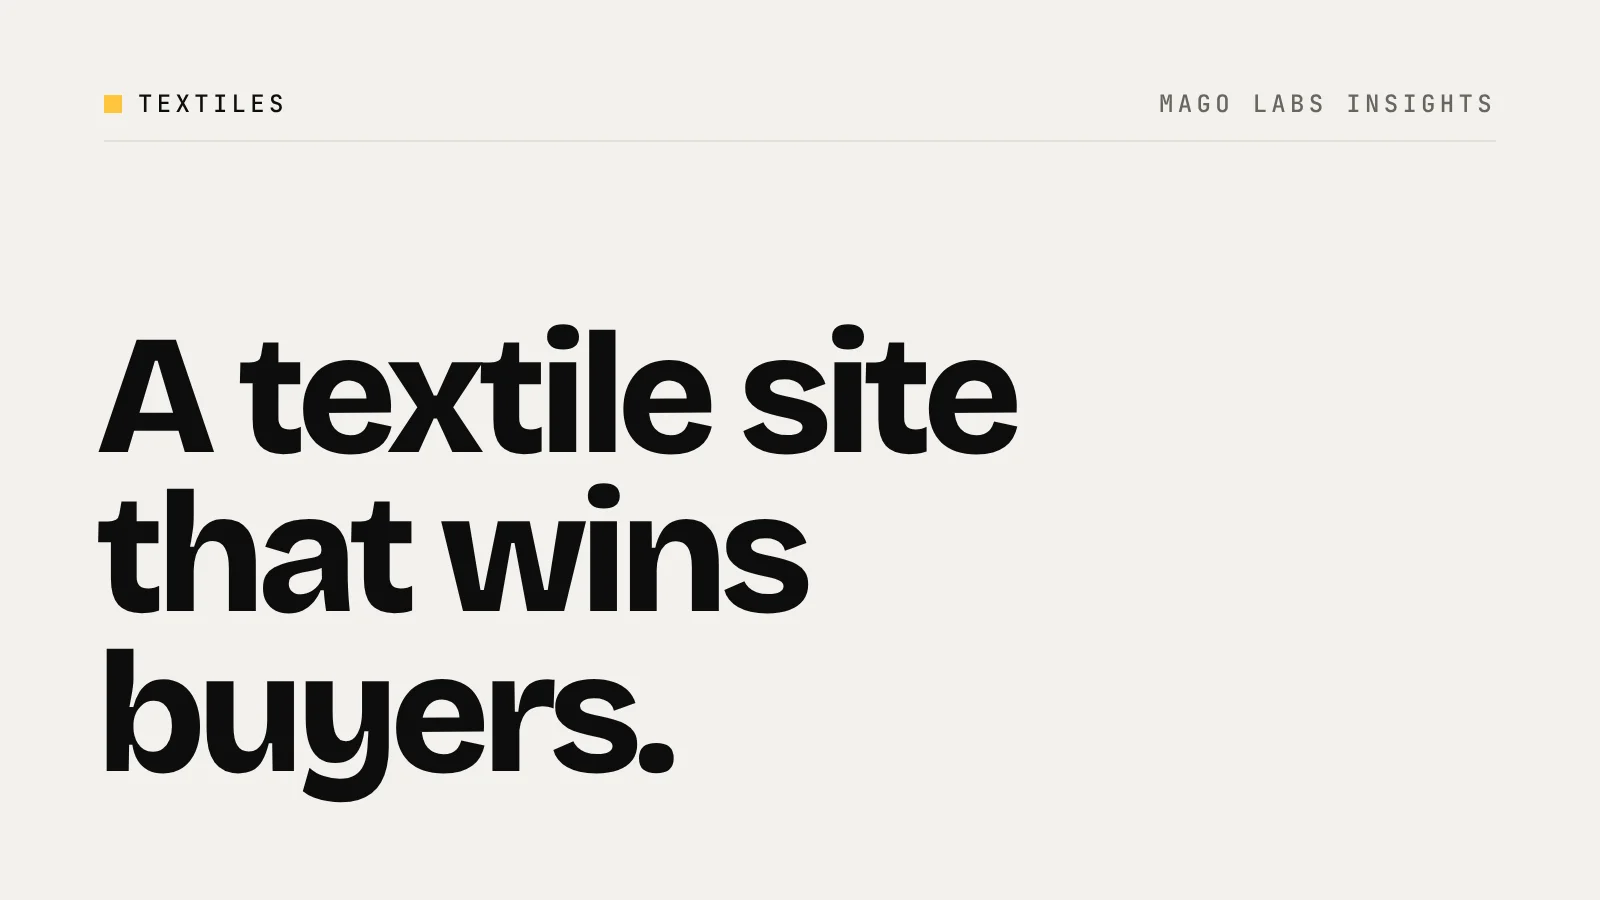 TEXTILES
MAGO LABS INSIGHTS
A textile site
that wins
buyers.